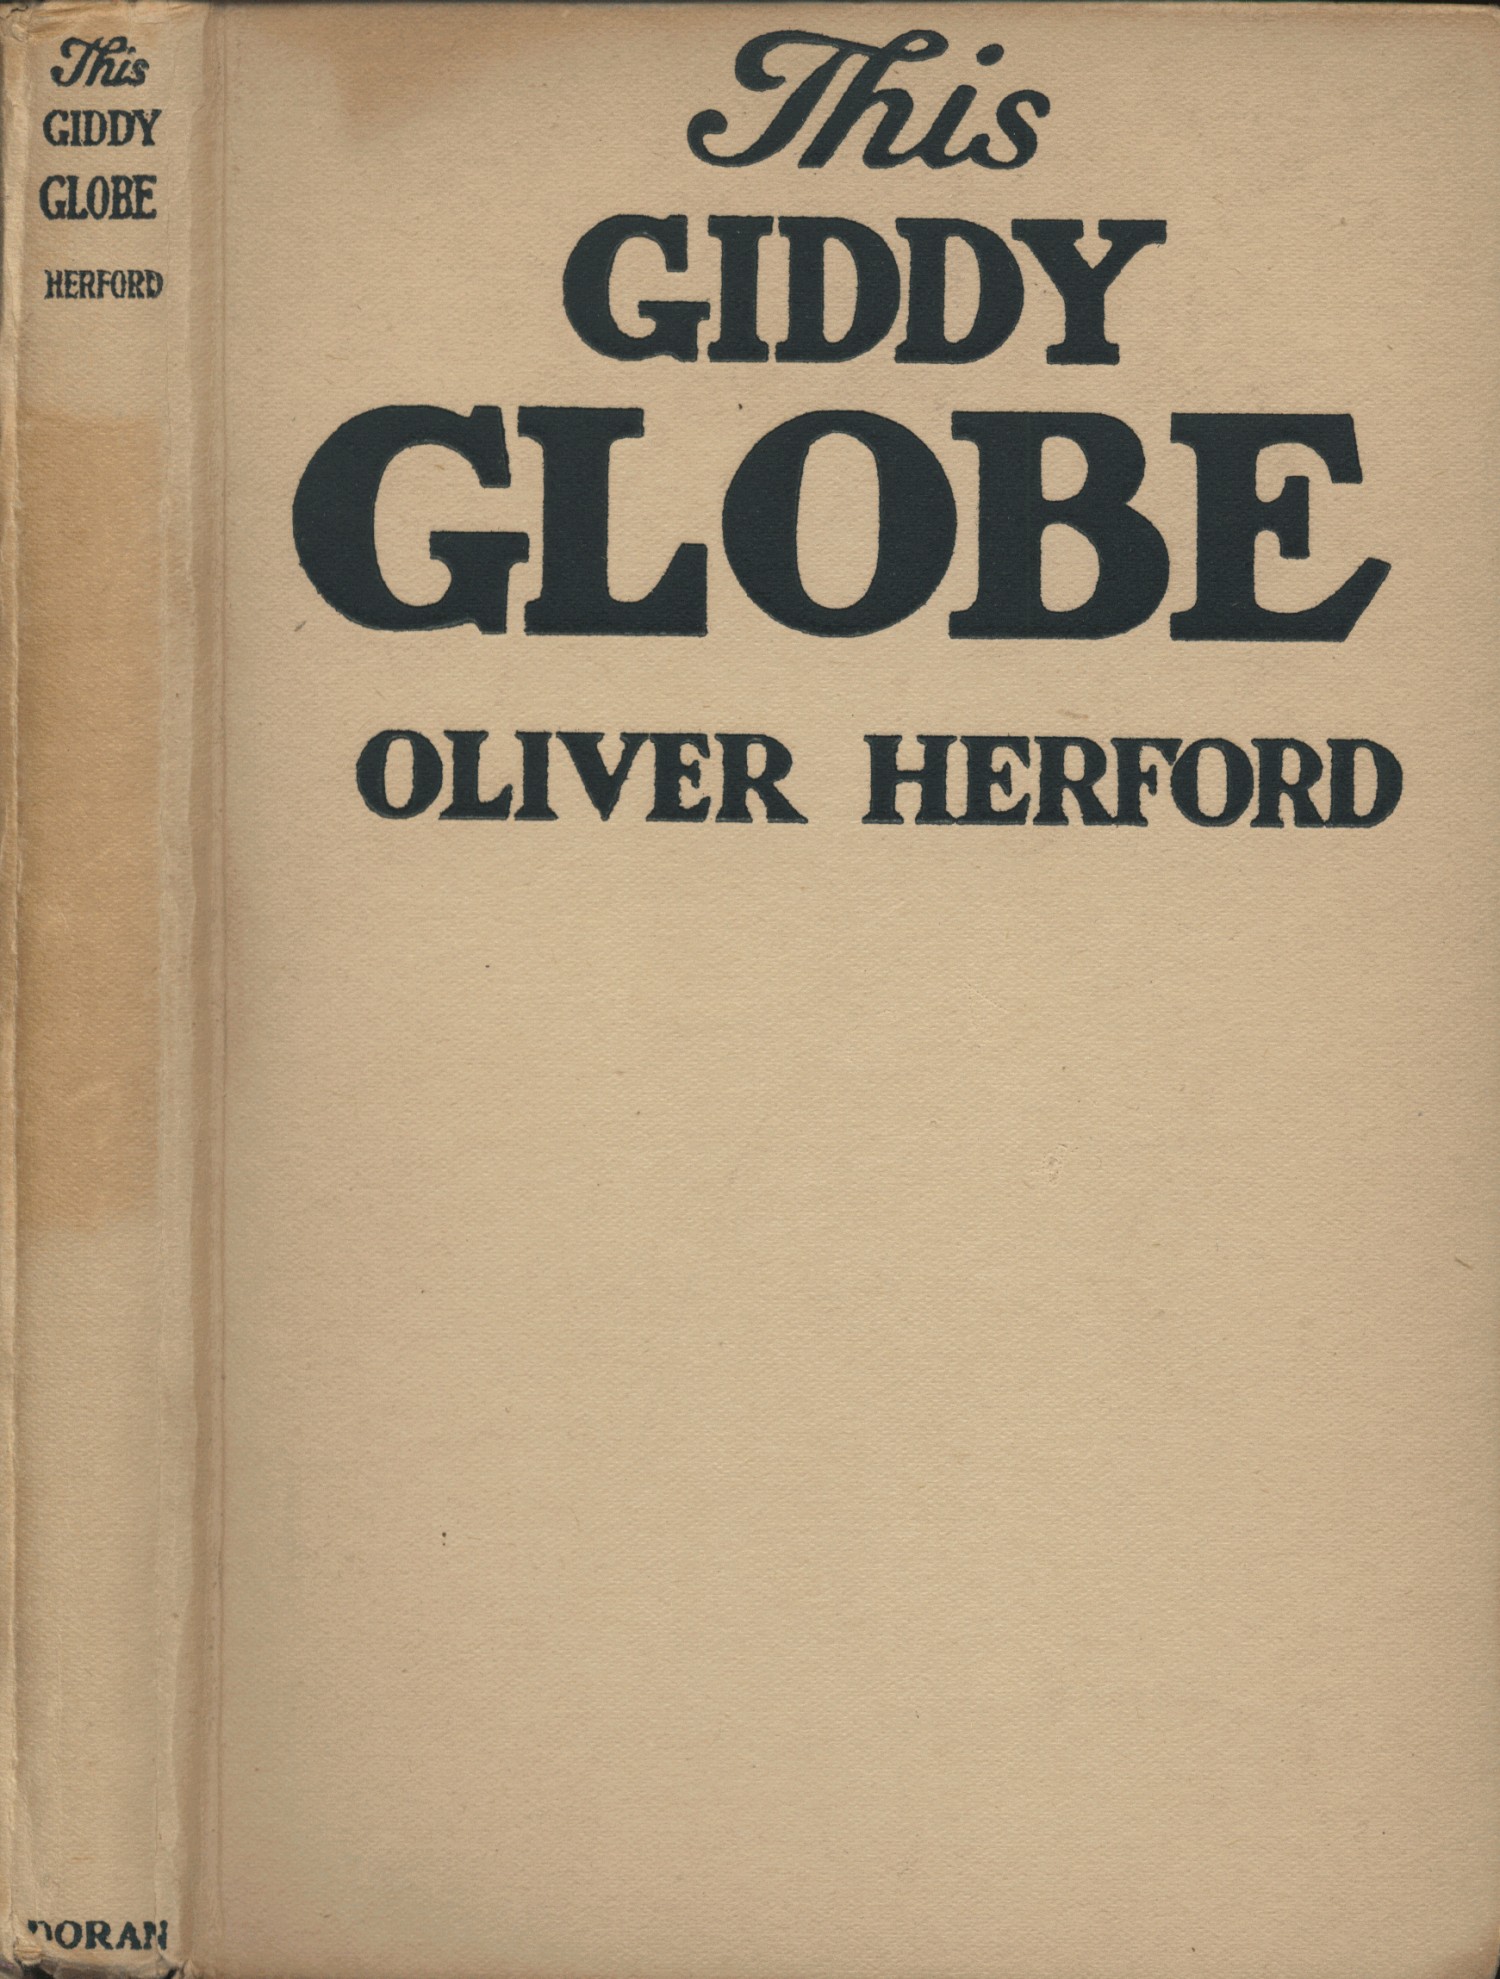 This
GIDDY
GLOBE
HERFORD
DORAN
This
GIDDY
GLOBE
OLIVER HERFORD